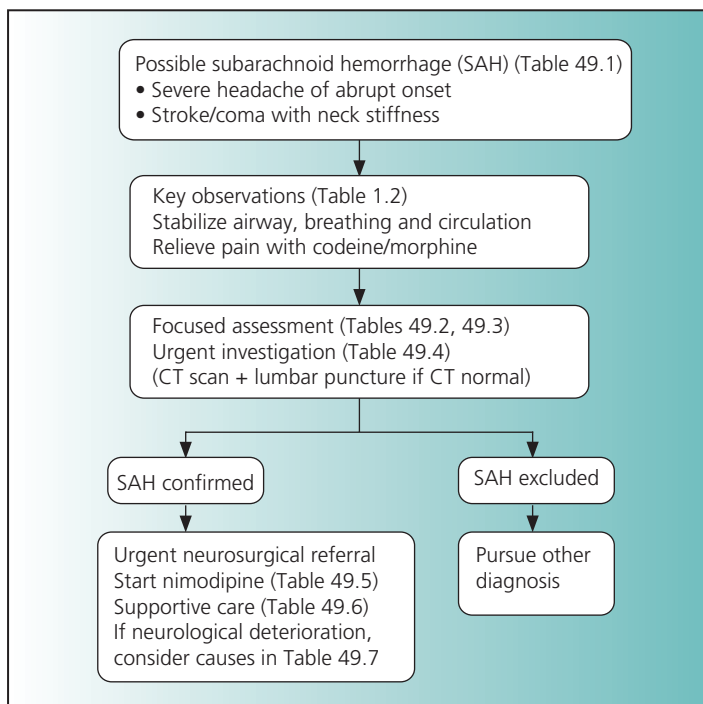 Possible subarachnoid hemorrhage (SAH) (Table 49.1)
• Severe headache of abrupt onset
• Stroke/coma with neck stiffness
Key observations (Table 1.2)
Stabilize airway, breathing and circulation
Relieve pain with codeine/morphine
Focused assessment (Tables 49.2, 49.3)
Urgent investigation (Table 49.4)
(CT scan + lumbar puncture if CT normal)
SAH confirmed
SAH excluded
Urgent neurosurgical referral
Start nimodipine (Table 49.5)
Supportive care (Table 49.6)
If neurological deterioration,
consider causes in Table 49.7
Pursue other
diagnosis